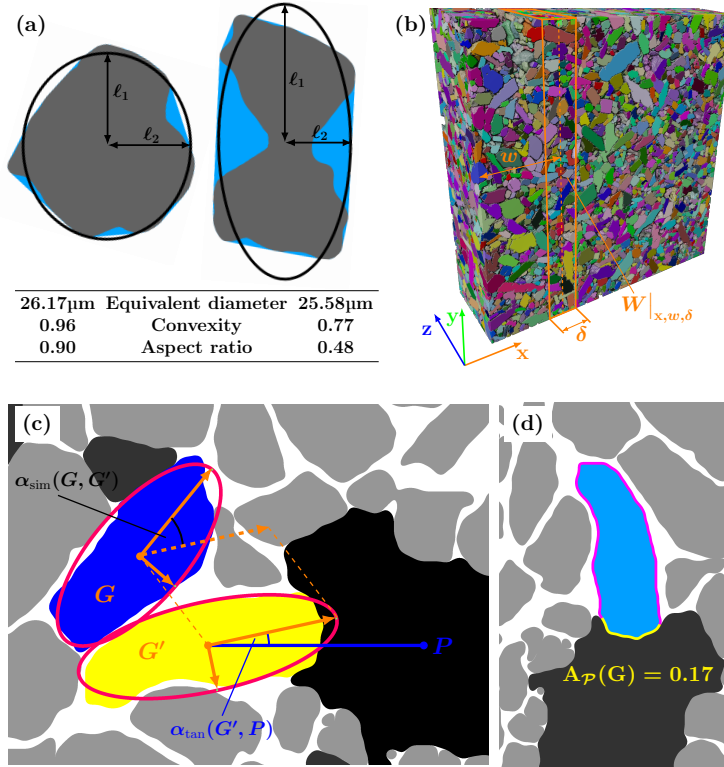 (a)
ℓ₁
ℓ₂
ℓ₁
ℓ₂
26.17µm Equivalent diameter 25.58µm
0.96 Convexity 0.77
0.90 Aspect ratio 0.48
(b)
w
W|x,w,δ
δ
z y x
(c)
αsim(G, G′)
G
G′
P
αtan(G′, P)
(d)
A𝒫(G) = 0.17